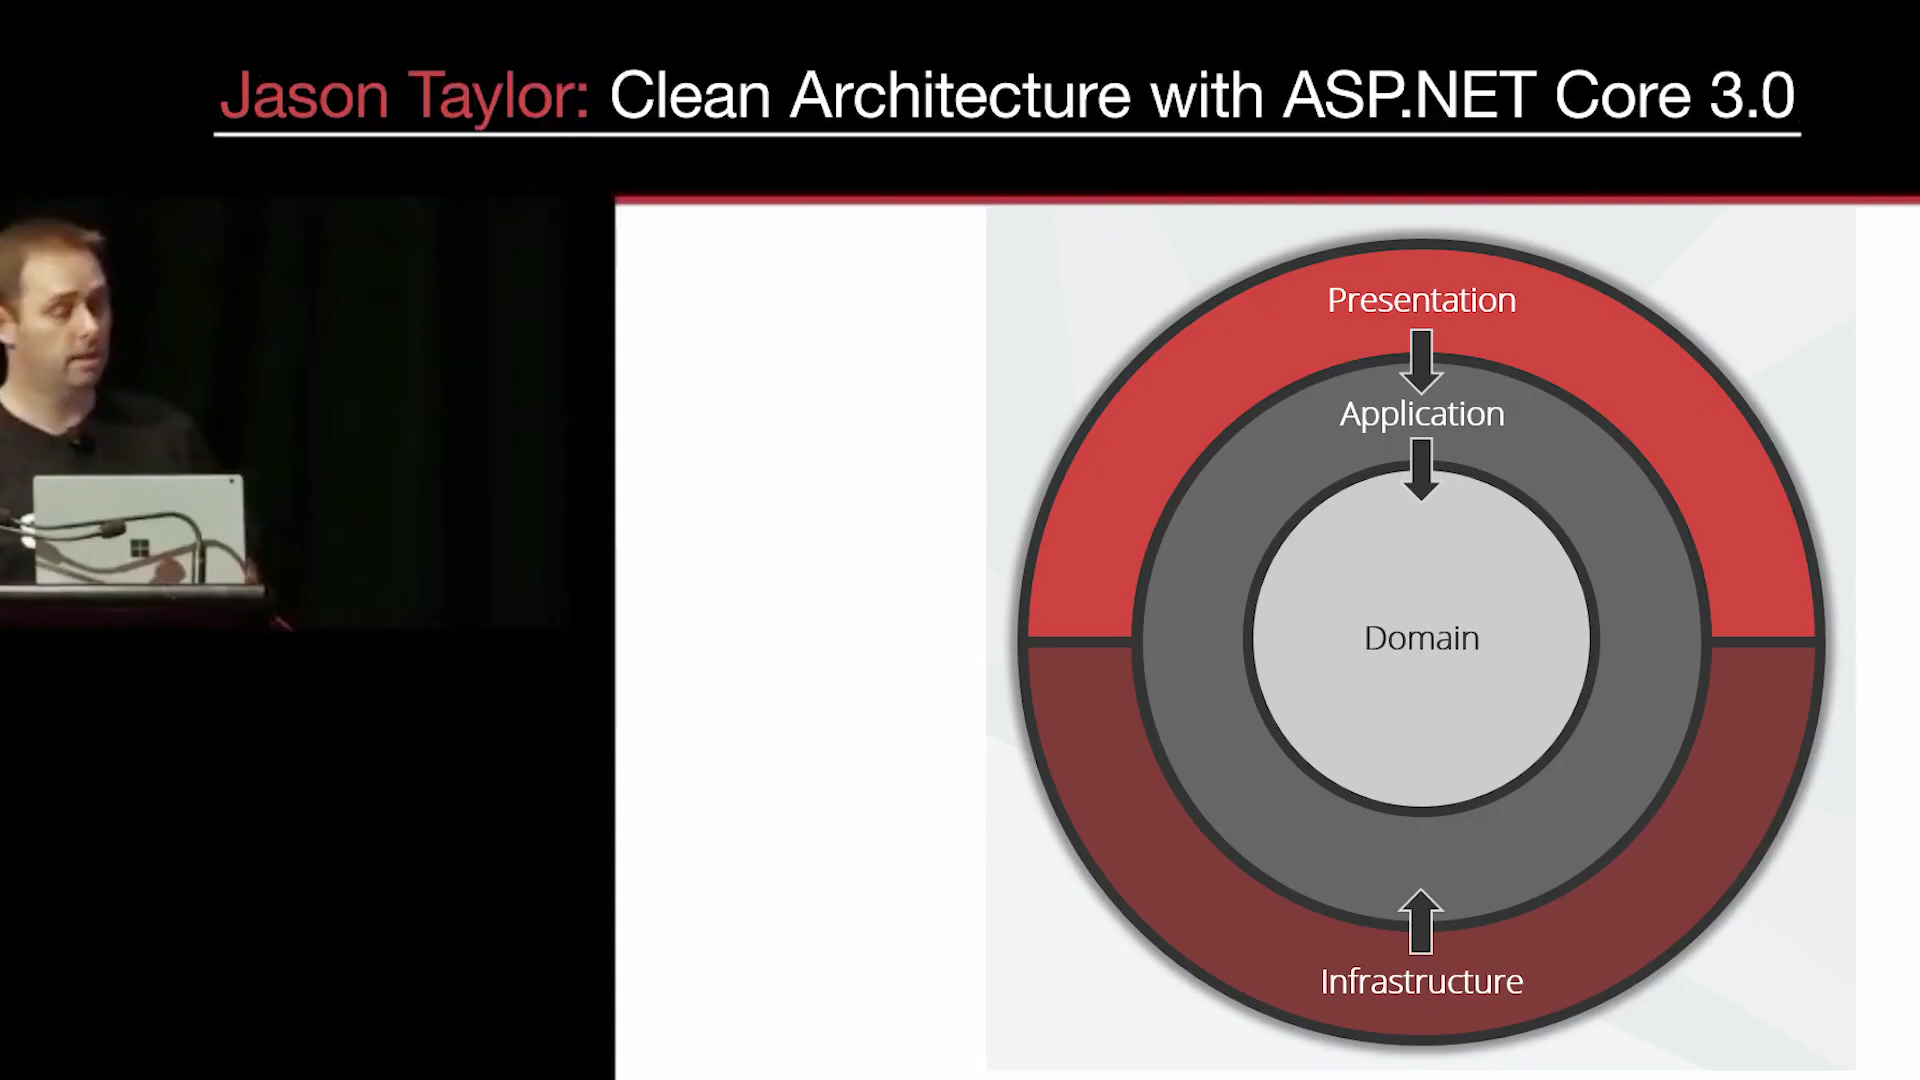 Jason Taylor: Clean Architecture with ASP.NET Core 3.0
Presentation
Application
Domain
Infrastructure